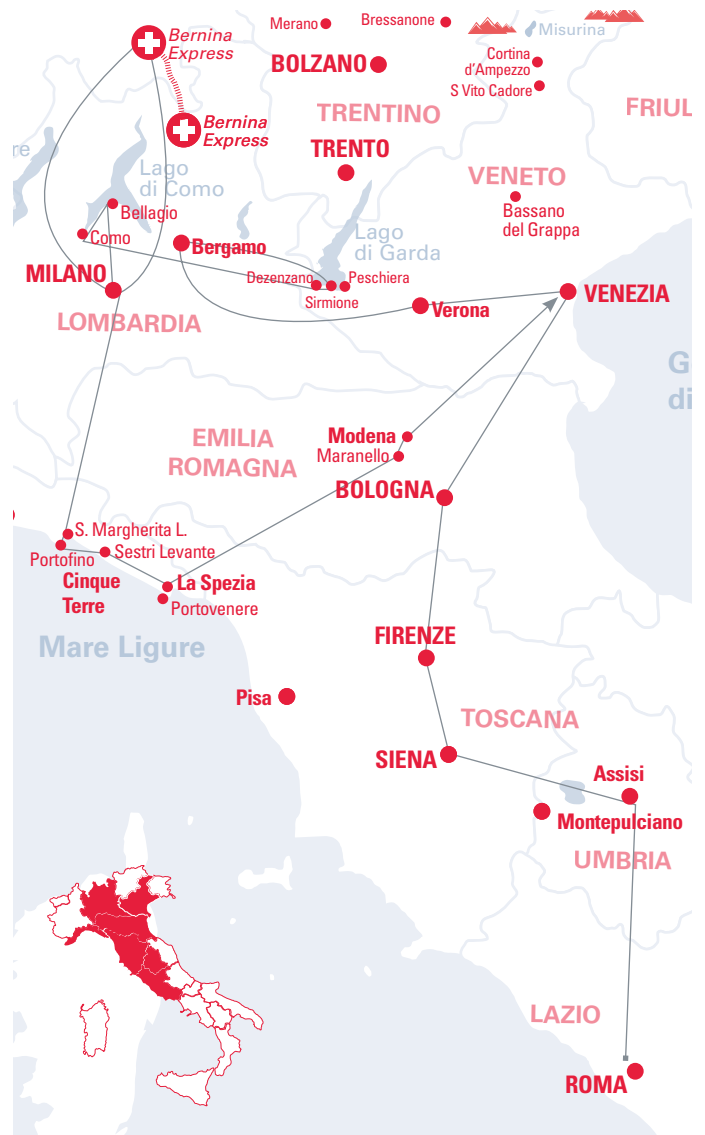 Merano
Bressanone
Misurina
Bernina
Express
BOLZANO
Cortina
d'Ampezzo
S Vito Cadore
TRENTINO
FRIUL
Bernina
Express
re
TRENTO
Lago
di Como
VENETO
Bellagio
Bassano
del Grappa
Como
Bergamo
Lago
di Garda
MILANO
Dezenzano
Peschiera
Sirmione
VENEZIA
Verona
LOMBARDIA
G
di
EMILIA
ROMAGNA
Modena
Maranello
BOLOGNA
S. Margherita L.
Portofino
Sestri Levante
Cinque
Terre
La Spezia
Portovenere
Mare Ligure
FIRENZE
Pisa
TOSCANA
SIENA
Assisi
Montepulciano
UMBRIA
LAZIO
ROMA